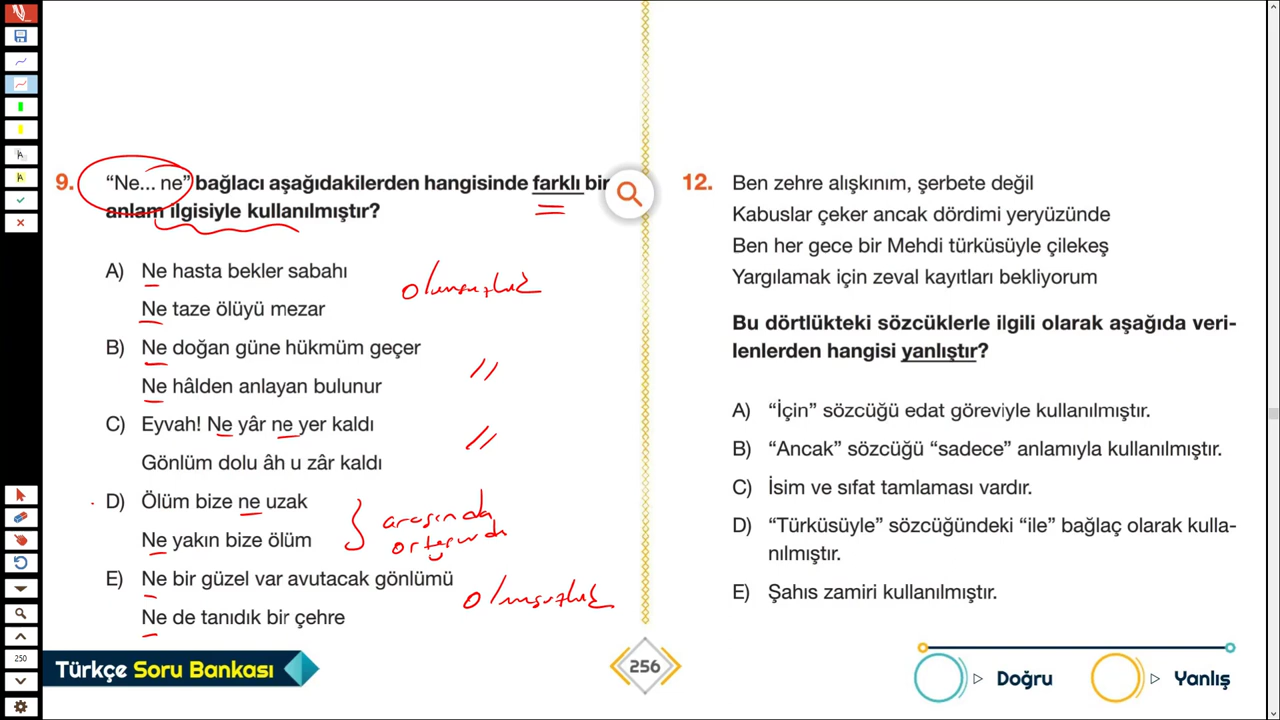 9. "Ne... ne" bağlacı aşağıdakilerden hangisinde farklı bir
anlam ilgisiyle kullanılmıştır?
A) Ne hasta bekler sabahı
Ne taze ölüyü mezar
olumsuzluk
B) Ne doğan güne hükmüm geçer
Ne hâlden anlayan bulunur
//
C) Eyvah! Ne yâr ne yer kaldı
Gönlüm dolu âh u zâr kaldı
//
D) Ölüm bize ne uzak
Ne yakın bize ölüm
arasında
ortasında
E) Ne bir güzel var avutacak gönlümü
Ne de tanıdık bir çehre
olumsuzluk
12. Ben zehre alışkınım, şerbete değil
Kabuslar çeker ancak dördimi yeryüzünde
Ben her gece bir Mehdi türküsüyle çilekeş
Yargılamak için zeval kayıtları bekliyorum
Bu dörtlükteki sözcüklerle ilgili olarak aşağıda veri-
lenlerden hangisi yanlıştır?
A) "İçin" sözcüğü edat göreviyle kullanılmıştır.
B) "Ancak" sözcüğü "sadece" anlamıyla kullanılmıştır.
C) İsim ve sıfat tamlaması vardır.
D) "Türküsüyle" sözcüğündeki "ile" bağlaç olarak kulla-
nılmıştır.
E) Şahıs zamiri kullanılmıştır.
250
Türkçe Soru Bankası
256
Doğru
Yanlış